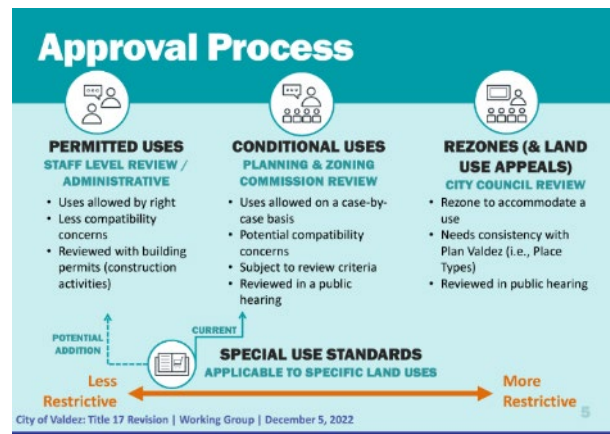 Approval Process
PERMITTED USES
STAFF LEVEL REVIEW /
ADMINISTRATIVE
• Uses allowed by right
• Less compatibility
concerns
• Reviewed with building
permits (construction
activities)
CONDITIONAL USES
PLANNING & ZONING
COMMISSION REVIEW
• Uses allowed on a case-by-
case basis
• Potential compatibility
concerns
• Subject to review criteria
• Reviewed in a public
hearing
REZONES (& LAND
USE APPEALS)
CITY COUNCIL REVIEW
• Rezone to accommodate a
use
• Needs consistency with
Plan Valdez (i.e., Place
Types)
• Reviewed in public hearing
POTENTIAL
ADDITION
CURRENT
SPECIAL USE STANDARDS
APPLICABLE TO SPECIFIC LAND USES
Less
Restrictive
More
Restrictive
City of Valdez: Title 17 Revision | Working Group | December 5, 2022
5